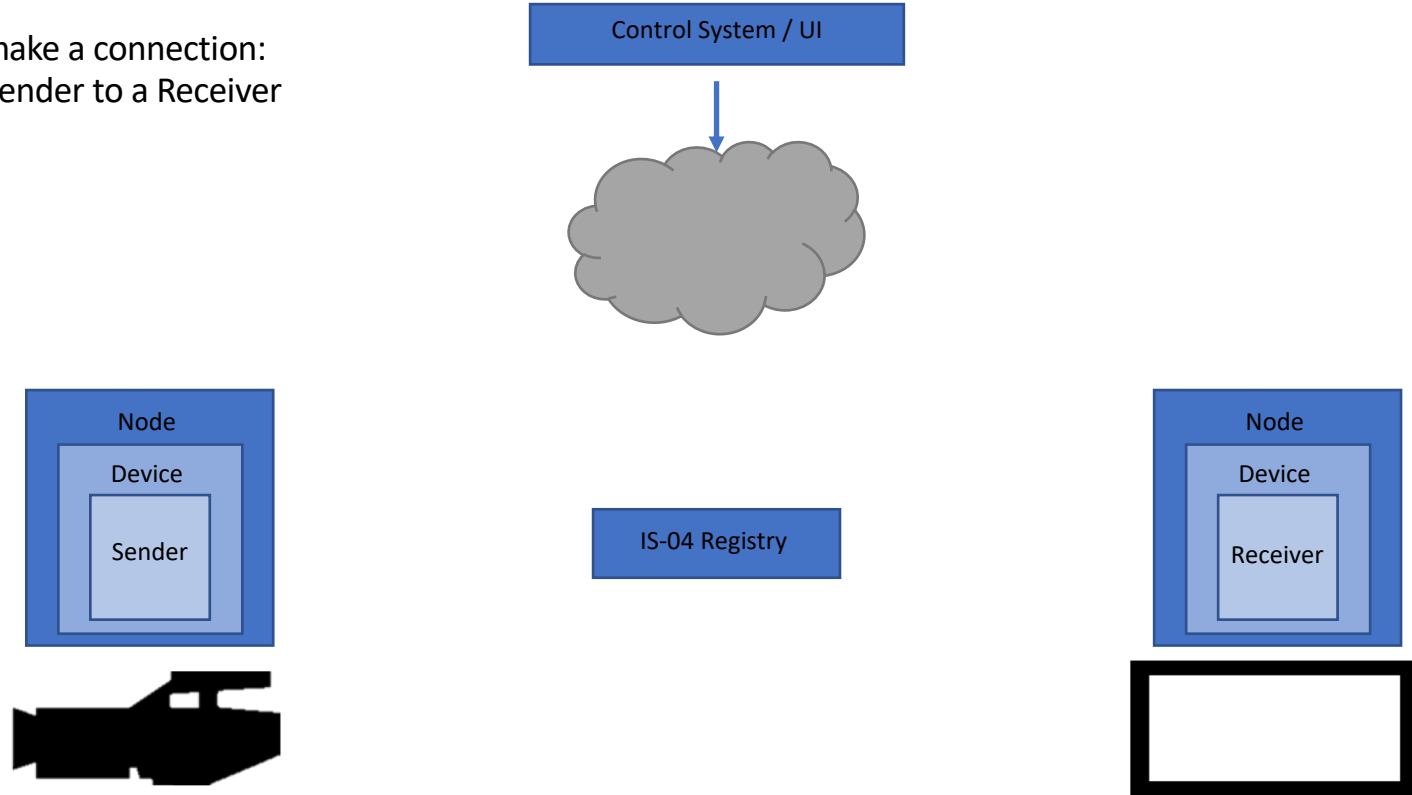 make a connection:
ender to a Receiver
Control System / UI
Node
Device
Sender
IS-04 Registry
Node
Device
Receiver